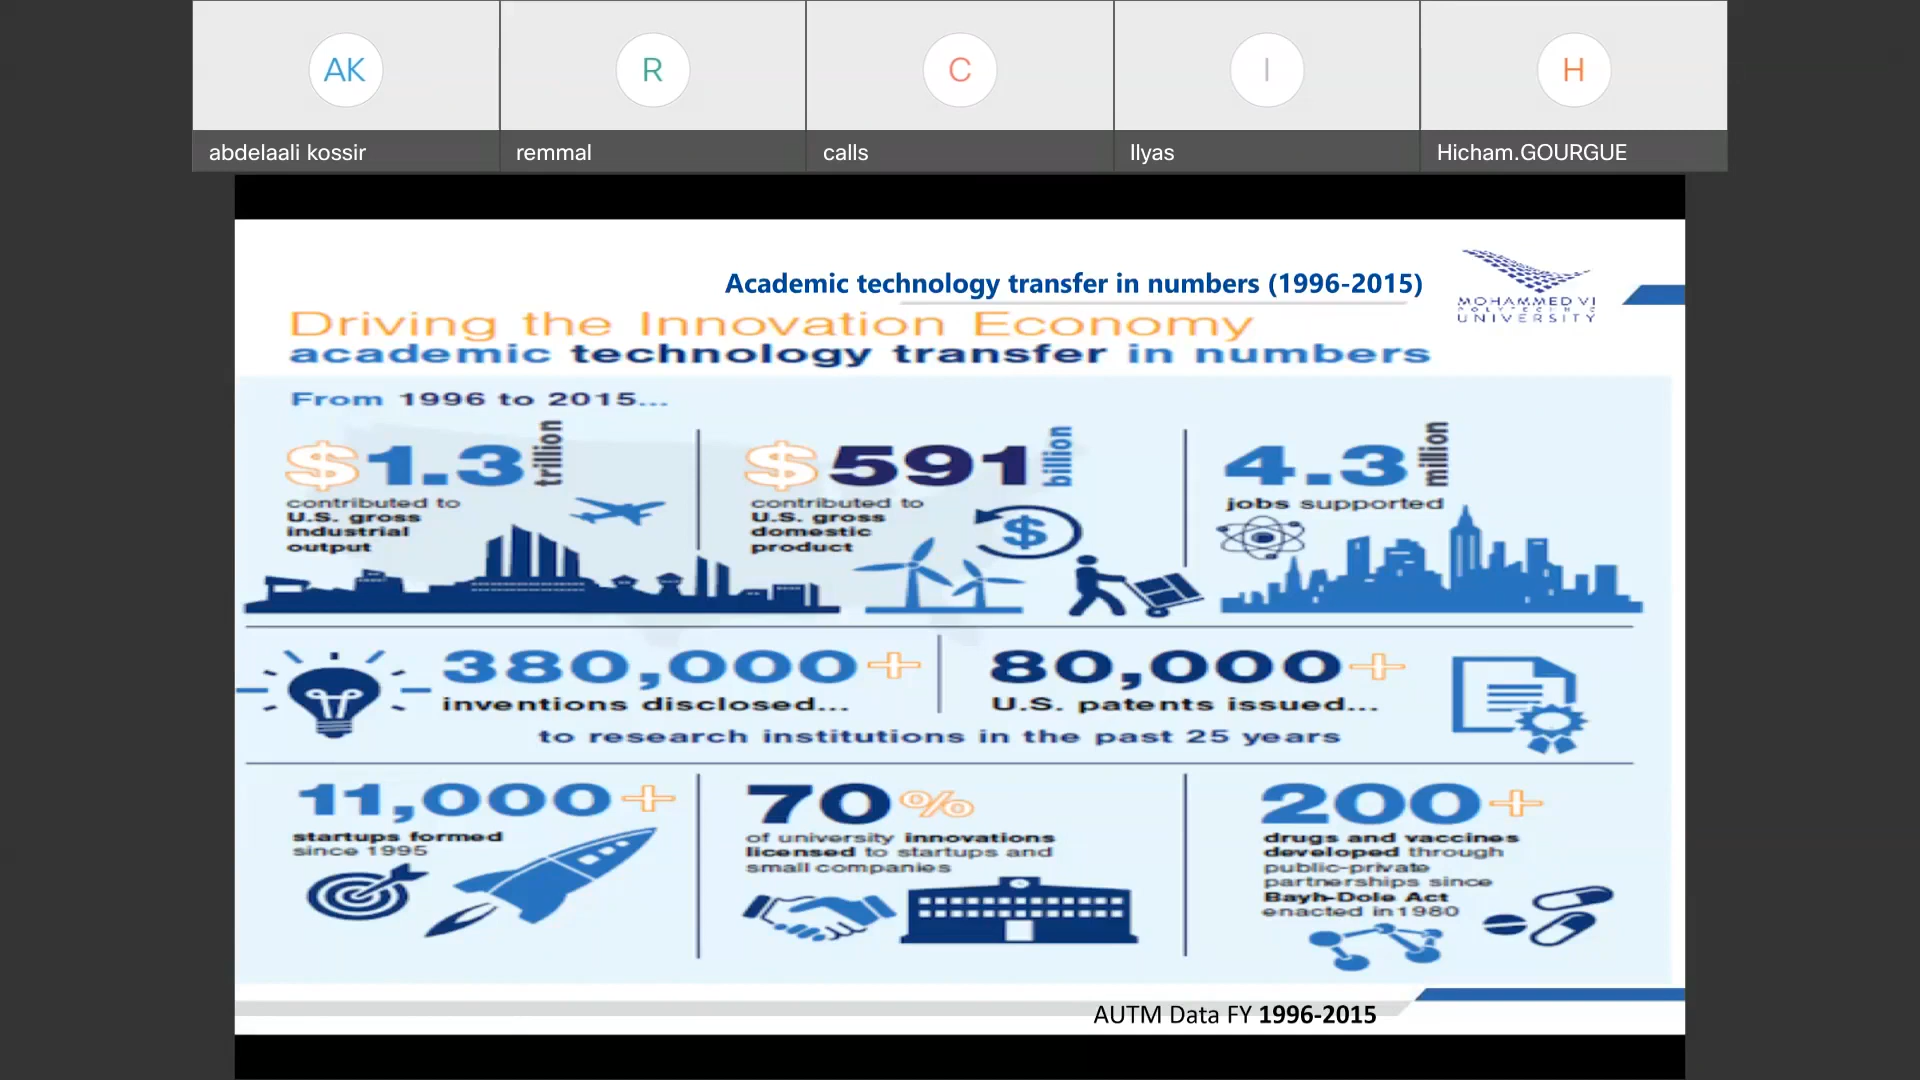 AK
R
C
I
H
abdelaali kossir
remmal
calls
Ilyas
Hicham.GOURGUE
Academic technology transfer in numbers (1996-2015)
MOHAMMED VI
POLYTECHNIC
UNIVERSITY
Driving the Innovation Economy
academic technology transfer in numbers
From 1996 to 2015...
$1.3 trillion
contributed to
U.S. gross
industrial
output
$591 billion
contributed to
U.S. gross
domestic
product
$
4.3 million
jobs supported
380,000+
inventions disclosed...
80,000+
U.S. patents issued...
to research institutions in the past 25 years
11,000+
startups formed
since 1995
70%
of university innovations
licensed to startups and
small companies
200+
drugs and vaccines
developed through
public-private
partnerships since
Bayh-Dole Act
enacted in 1980
AUTM Data FY 1996-2015